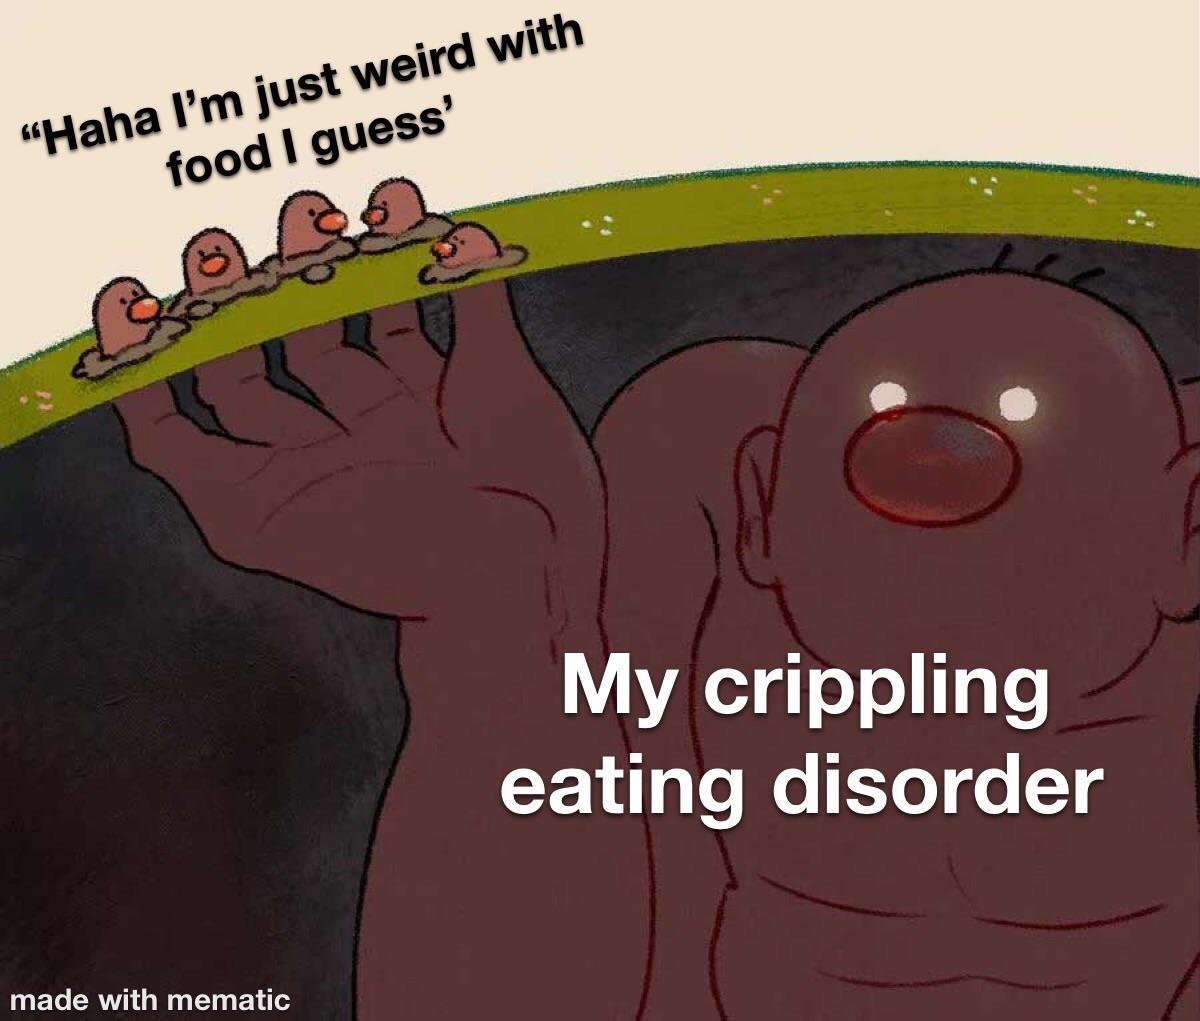 “Haha I’m just weird with
food I guess’
My crippling
eating disorder
made with mematic